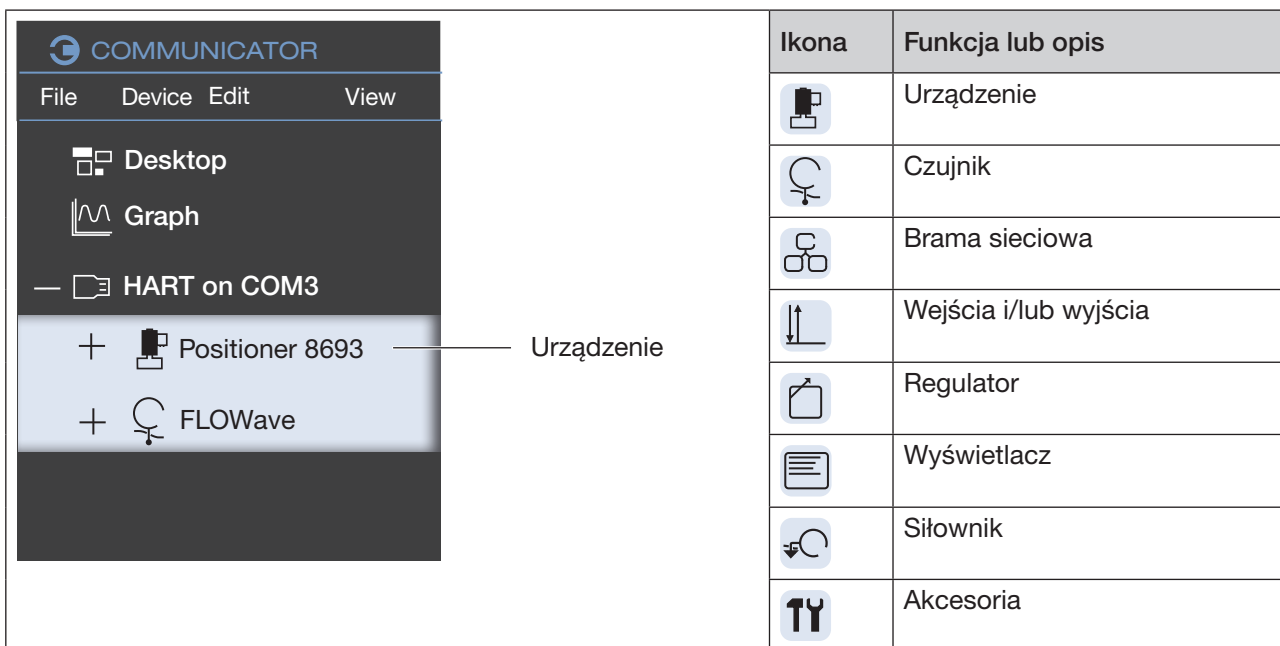 COMMUNICATOR
File Device Edit View
Desktop
Graph
HART on COM3
Positioner 8693
FLOWave
Urządzenie
Ikona Funkcja lub opis
Urządzenie
Czujnik
Brama sieciowa
Wejścia i/lub wyjścia
Regulator
Wyświetlacz
Siłownik
Akcesoria